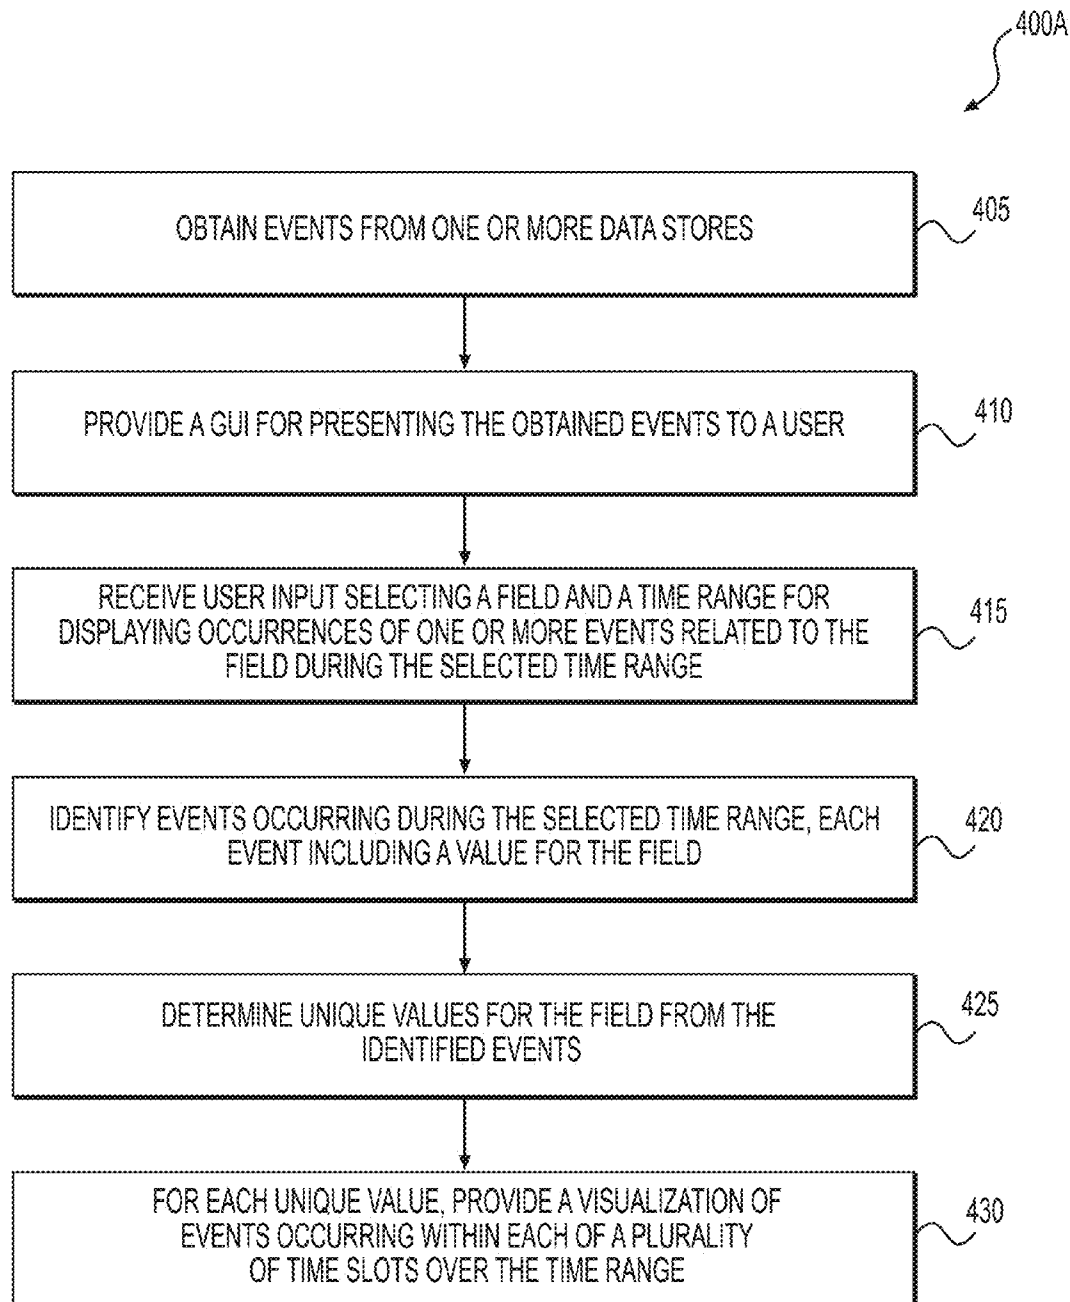 400A
OBTAIN EVENTS FROM ONE OR MORE DATA STORES
405
PROVIDE A GUI FOR PRESENTING THE OBTAINED EVENTS TO A USER
410
RECEIVE USER INPUT SELECTING A FIELD AND A TIME RANGE FOR
DISPLAYING OCCURRENCES OF ONE OR MORE EVENTS RELATED TO THE
FIELD DURING THE SELECTED TIME RANGE
415
IDENTIFY EVENTS OCCURRING DURING THE SELECTED TIME RANGE, EACH
EVENT INCLUDING A VALUE FOR THE FIELD
420
DETERMINE UNIQUE VALUES FOR THE FIELD FROM THE
IDENTIFIED EVENTS
425
FOR EACH UNIQUE VALUE, PROVIDE A VISUALIZATION OF
EVENTS OCCURRING WITHIN EACH OF A PLURALITY
OF TIME SLOTS OVER THE TIME RANGE
430